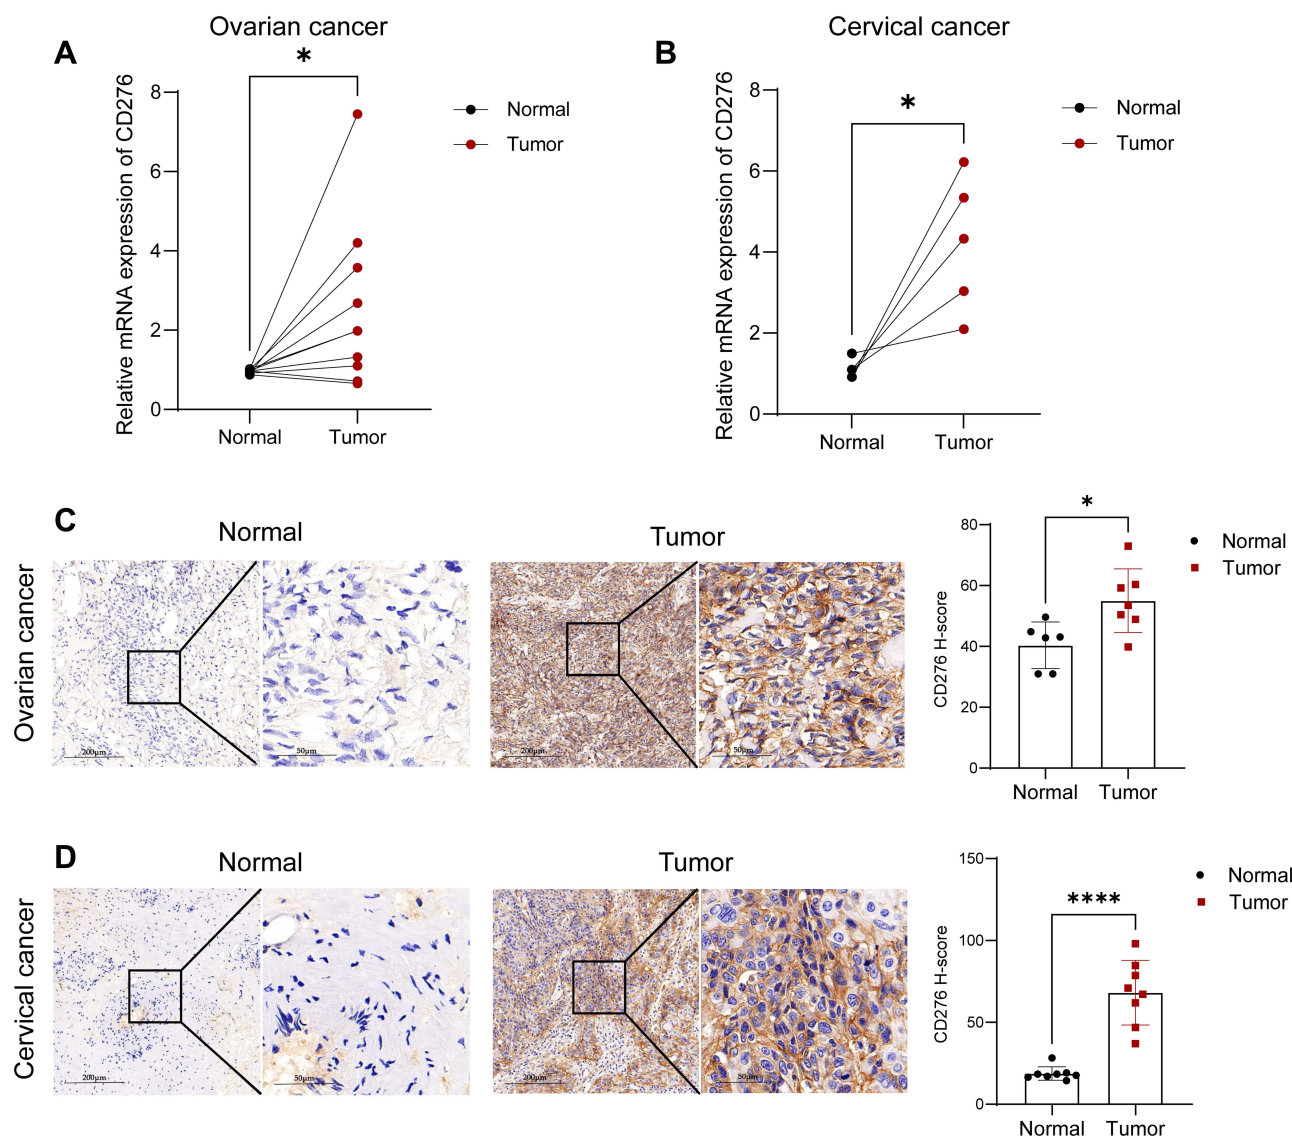 Ovarian cancer
A
*
Relative mRNA expression of CD276
8
6
4
2
0
Normal
Tumor
Normal
Tumor
Cervical cancer
B
*
Relative mRNA expression of CD276
8
6
4
2
0
Normal
Tumor
Normal
Tumor
C
Ovarian cancer
Normal
200μm
50μm
Tumor
200μm
50μm
*
CD276 H-score
80
60
40
20
0
Normal
Tumor
Normal
Tumor
D
Cervical cancer
Normal
200μm
50μm
Tumor
200μm
50μm
****
CD276 H-score
150
100
50
0
Normal
Tumor
Normal
Tumor